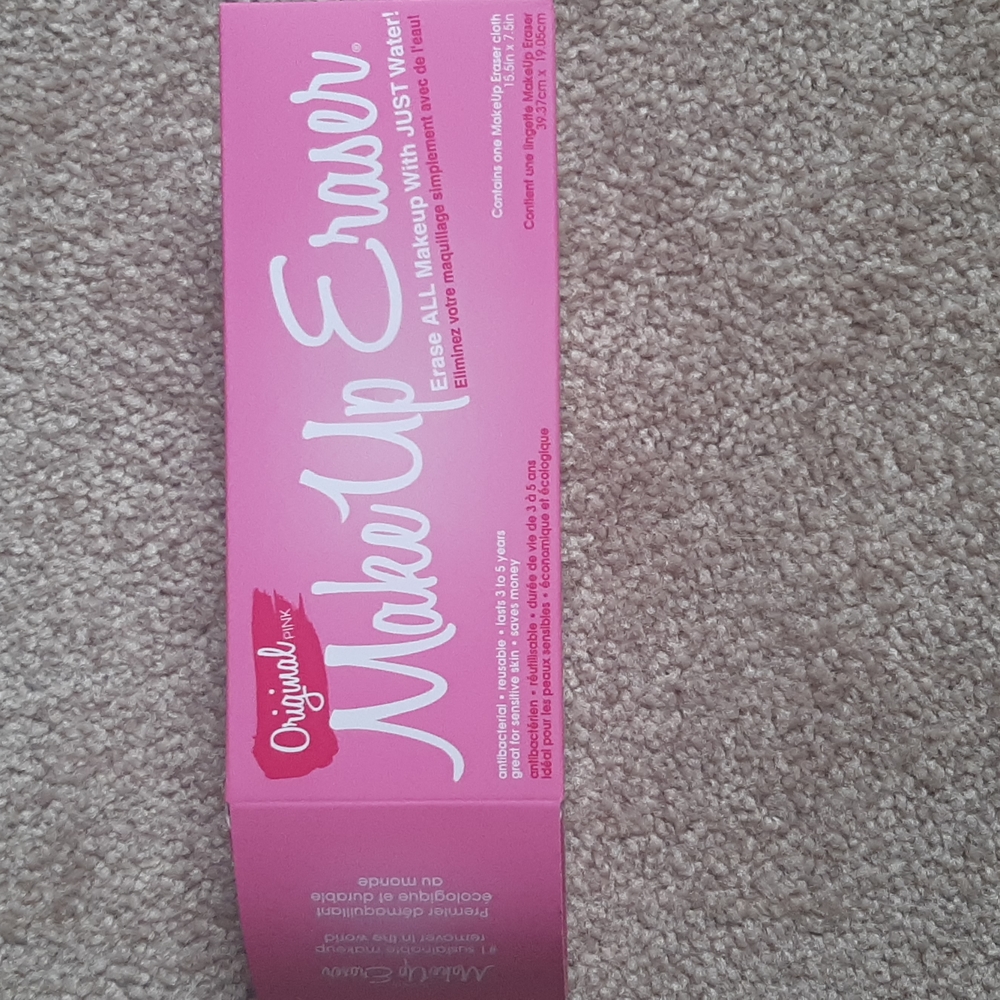 Original PINK
MakeUp Eraser®
Erase ALL Makeup With JUST Water!
Eliminez votre maquillage simplement avec de l'eau!
antibacterial • reusable • lasts 3 to 5 years
great for sensitive skin • saves money
antibactérien • réutilisable • durée de vie de 3 à 5 ans
idéal pour les peaux sensibles • économique et écologique
Contains one MakeUp Eraser cloth
15.5in x 7.5in
Contient une lingette MakeUp Eraser
39.37cm x 19.05cm
MakeUp Eraser
#1 sustainable makeup
remover in the world
Premier démaquillant
écologique et durable
au monde